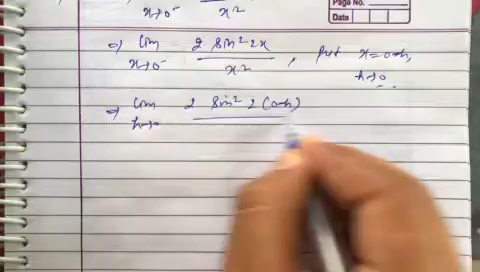 Page No.
Date
x→0⁻ x²
⇒ lim x→0⁻ 2 sin² 2x / x² , put x = 0-h, h→0
⇒ lim h→0 2 sin² 2(0-h)